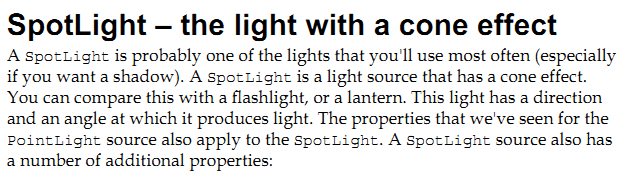 SpotLight – the light with a cone effect
A SpotLight is probably one of the lights that you'll use most often (especially
if you want a shadow). A SpotLight is a light source that has a cone effect.
You can compare this with a flashlight, or a lantern. This light has a direction
and an angle at which it produces light. The properties that we've seen for the
PointLight source also apply to the SpotLight. A SpotLight source also has
a number of additional properties: